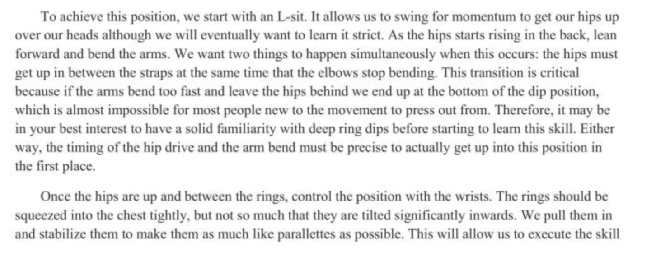 To achieve this position, we start with an L-sit. It allows us to swing for momentum to get our hips up
over our heads although we will eventually want to learn it strict. As the hips starts rising in the back, lean
forward and bend the arms. We want two things to happen simultaneously when this occurs: the hips must
get up in between the straps at the same time that the elbows stop bending. This transition is critical
because if the arms bend too fast and leave the hips behind we end up at the bottom of the dip position,
which is almost impossible for most people new to the movement to press out from. Therefore, it may be
in your best interest to have a solid familiarity with deep ring dips before starting to learn this skill. Either
way, the timing of the hip drive and the arm bend must be precise to actually get up into this position in
the first place.
Once the hips are up and between the rings, control the position with the wrists. The rings should be
squeezed into the chest tightly, but not so much that they are tilted significantly inwards. We pull them in
and stabilize them to make them as much like parallettes as possible. This will allow us to execute the skill